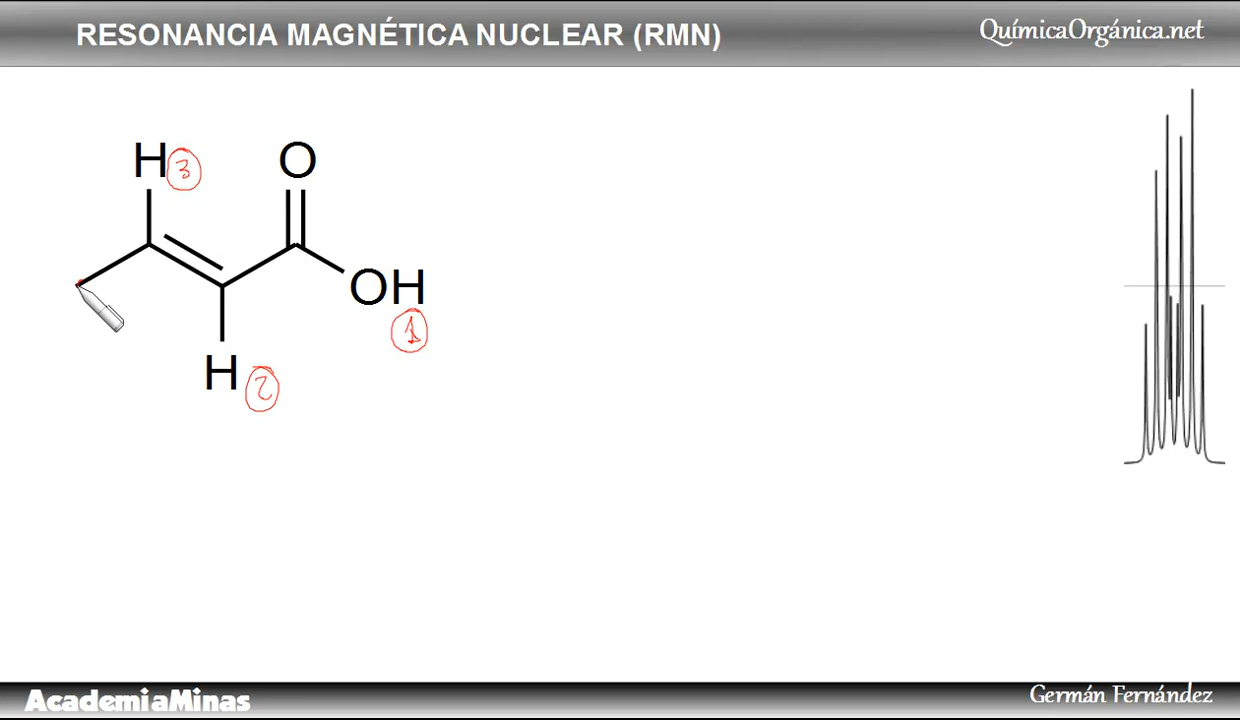 RESONANCIA MAGNÉTICA NUCLEAR (RMN)
QuímicaOrgánica.net
H 3
O
OH
1
H 2
AcademiaMinas
Germán Fernández